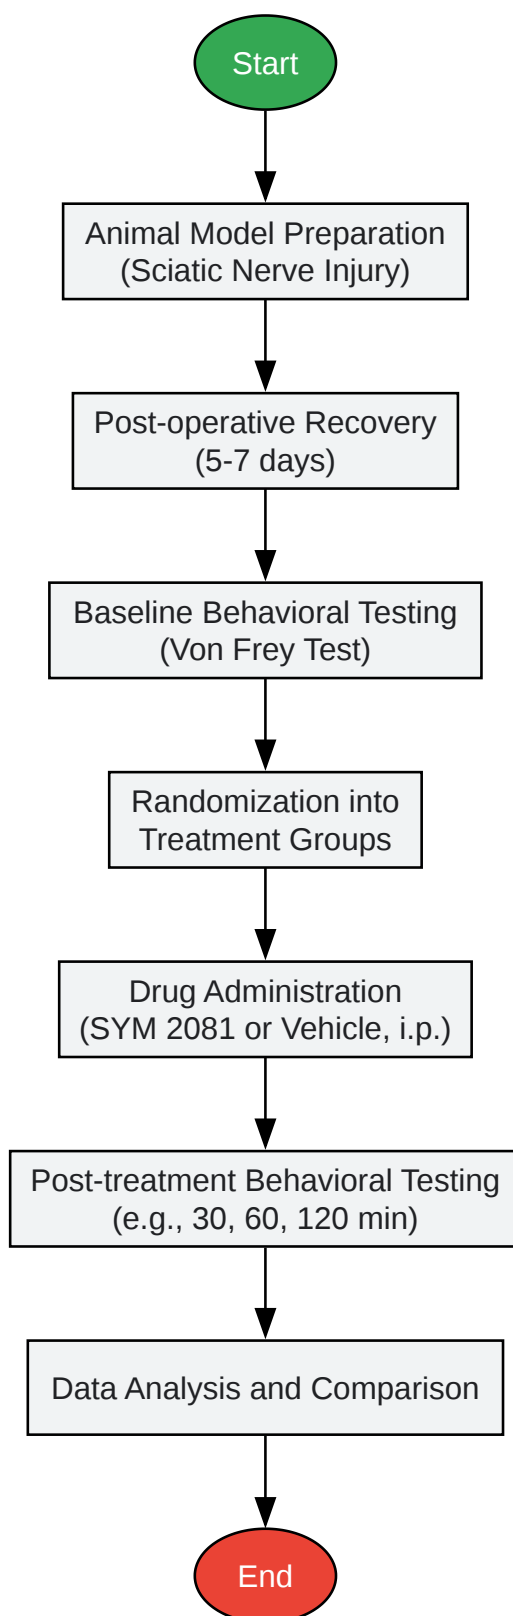 Start
Animal Model Preparation
(Sciatic Nerve Injury)
Post-operative Recovery
(5-7 days)
Baseline Behavioral Testing
(Von Frey Test)
Randomization into
Treatment Groups
Drug Administration
(SYM 2081 or Vehicle, i.p.)
Post-treatment Behavioral Testing
(e.g., 30, 60, 120 min)
Data Analysis and Comparison
End